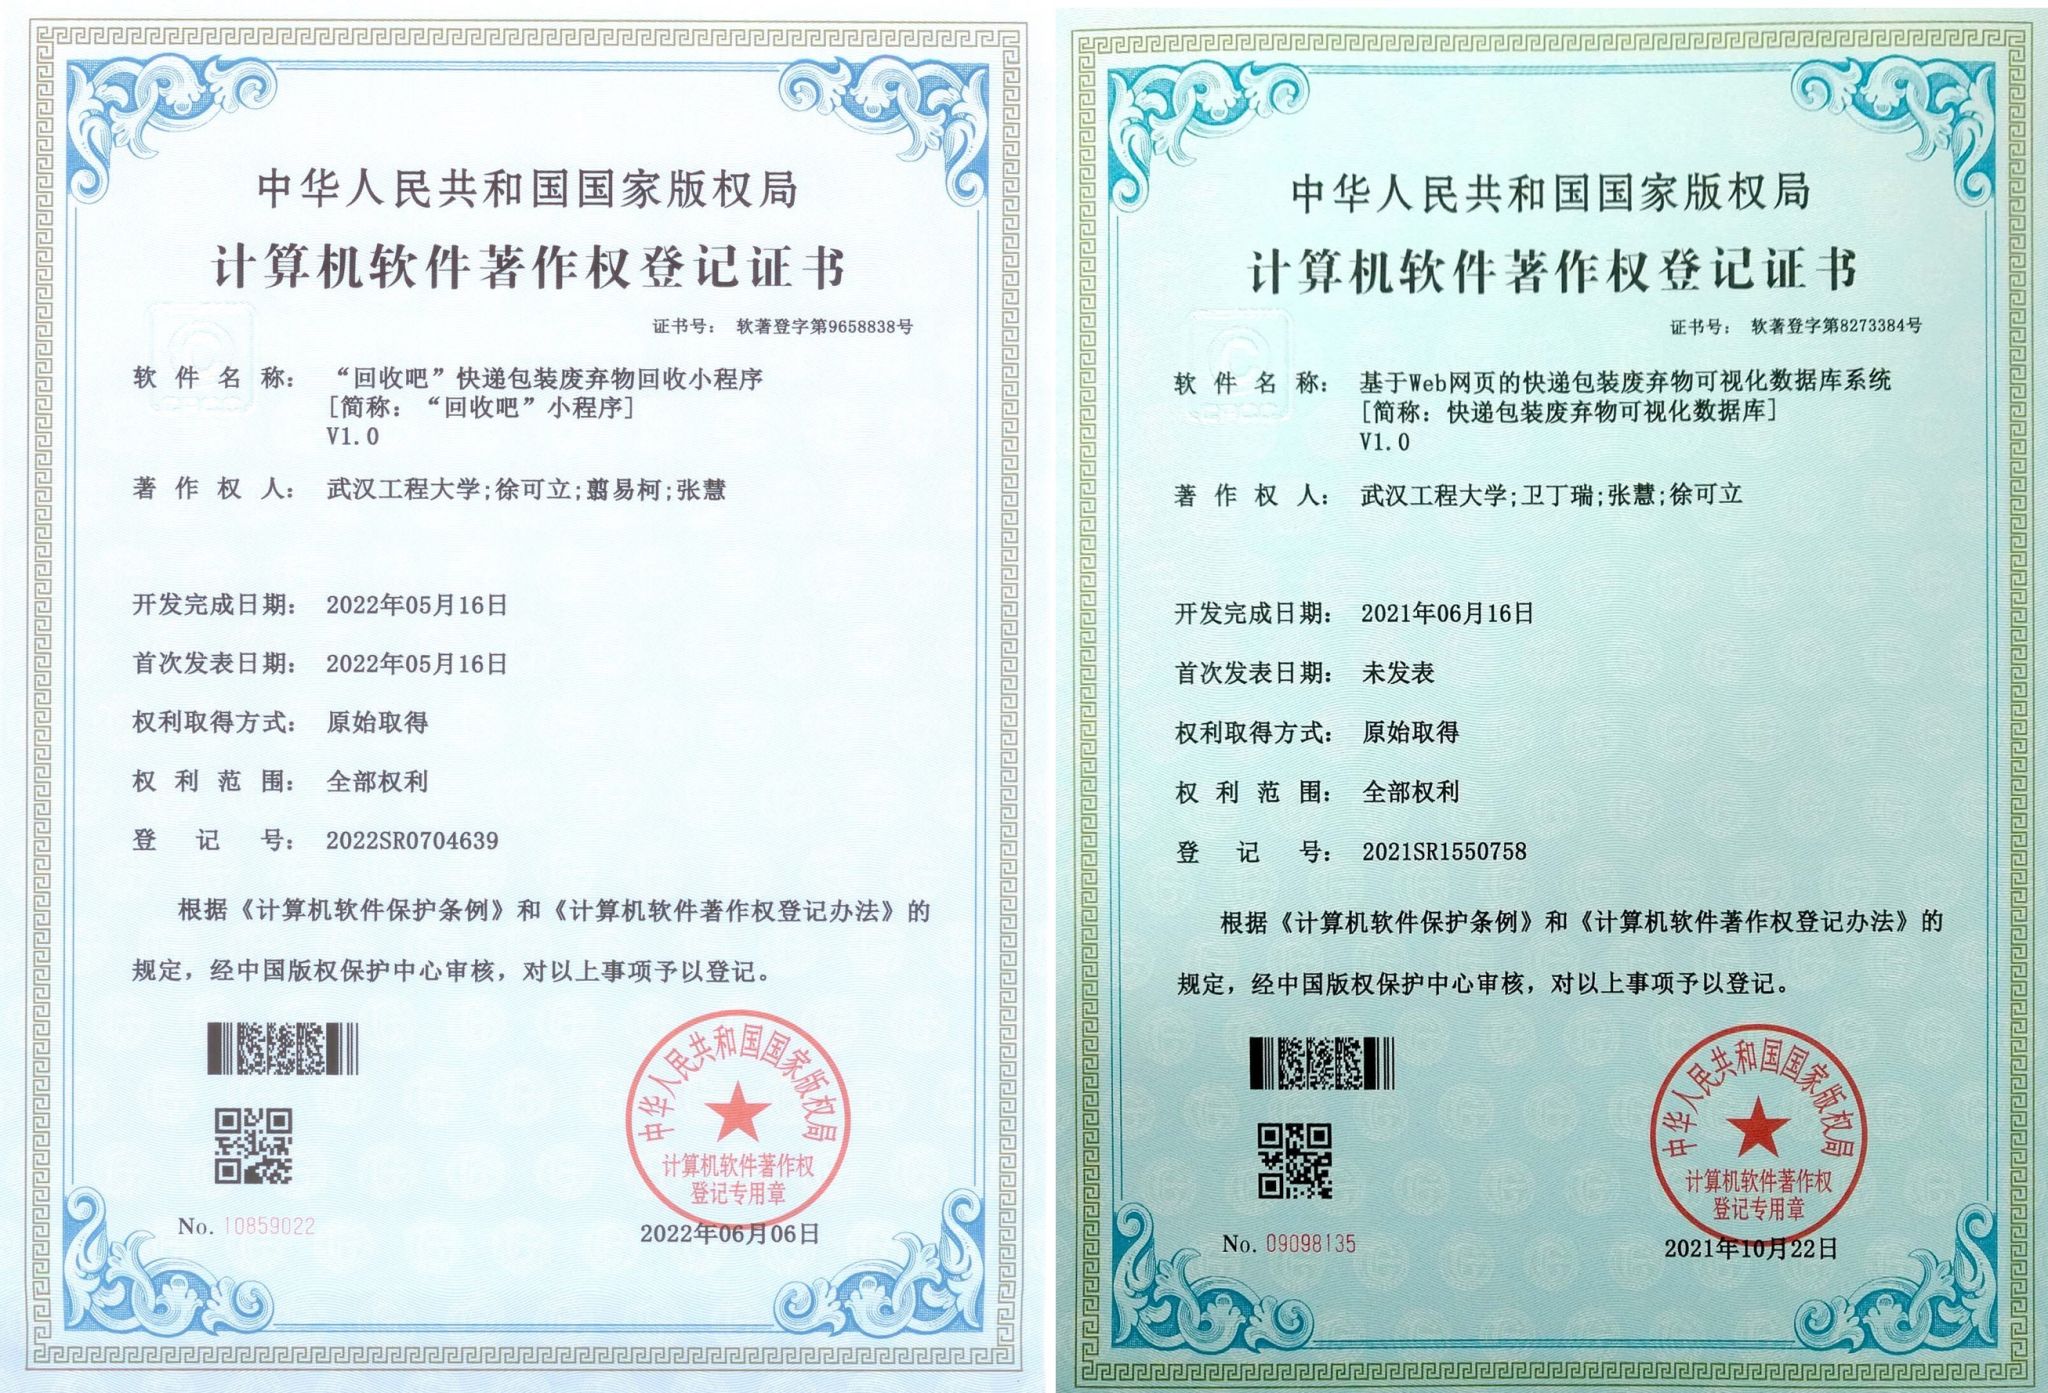 中华人民共和国国家版权局
计算机软件著作权登记证书
证书号： 软著登字第9658838号
软件名称： “回收吧”快递包装废弃物回收小程序
[简称：“回收吧”小程序]
V1.0
著作权人： 武汉工程大学;徐可立;翦易柯;张慧
开发完成日期： 2022年05月16日
首次发表日期： 2022年05月16日
权利取得方式： 原始取得
权利范围： 全部权利
登记号： 2022SR0704639
根据《计算机软件保护条例》和《计算机软件著作权登记办法》的
规定，经中国版权保护中心审核，对以上事项予以登记。
中华人民共和国国家版权局
计算机软件著作权
登记专用章
No. 10859022
2022年06月06日
中华人民共和国国家版权局
计算机软件著作权登记证书
证书号： 软著登字第8273384号
软件名称： 基于Web网页的快递包装废弃物可视化数据库系统
[简称：快递包装废弃物可视化数据库]
V1.0
著作权人： 武汉工程大学;卫丁瑞;张慧;徐可立
开发完成日期： 2021年06月16日
首次发表日期： 未发表
权利取得方式： 原始取得
权利范围： 全部权利
登记号： 2021SR1550758
根据《计算机软件保护条例》和《计算机软件著作权登记办法》的
规定，经中国版权保护中心审核，对以上事项予以登记。
中华人民共和国国家版权局
计算机软件著作权
登记专用章
No. 09098135
2021年10月22日